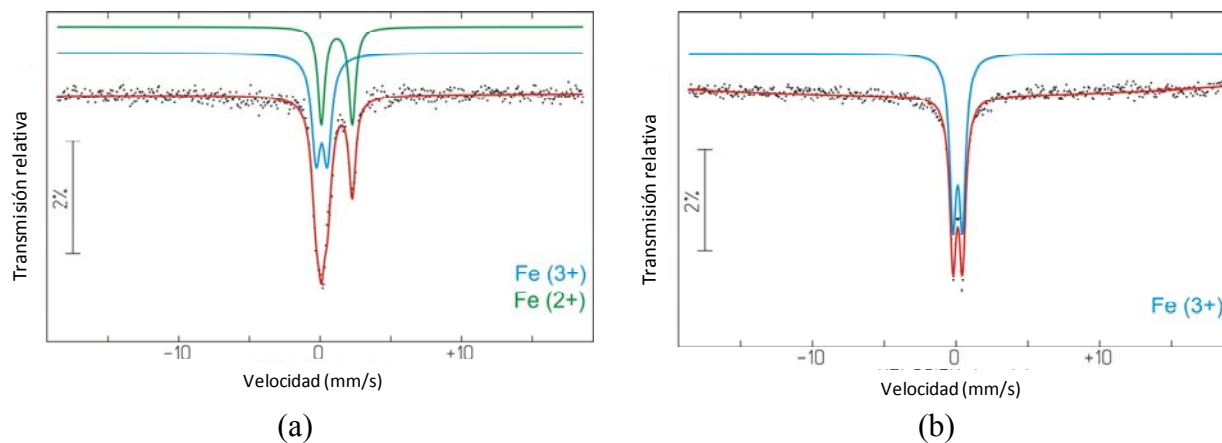 Transmisión relativa
2%
Fe (3+)
Fe (2+)
−10 0 +10
Velocidad (mm/s)
(a)
Transmisión relativa
2%
Fe (3+)
−10 0 +10
Velocidad (mm/s)
(b)